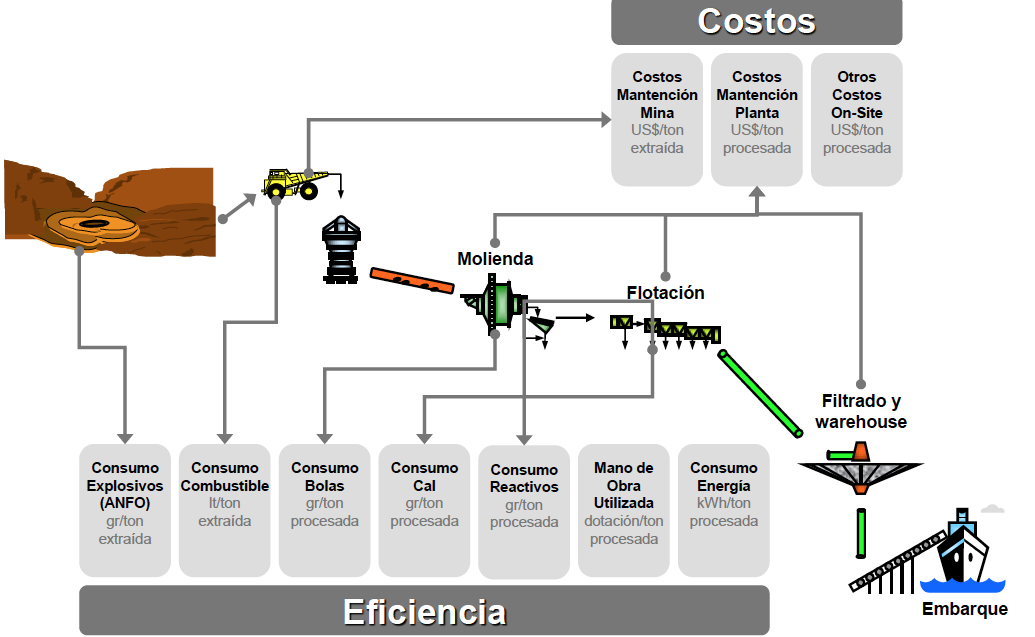 Costos
Costos
Mantención
Mina
US$/ton
extraída
Costos
Mantención
Planta
US$/ton
procesada
Otros
Costos
On-Site
US$/ton
procesada
Molienda
Flotación
Filtrado y
warehouse
Consumo
Explosivos
(ANFO)
gr/ton
extraída
Consumo
Combustible
lt/ton
extraída
Consumo
Bolas
gr/ton
procesada
Consumo
Cal
gr/ton
procesada
Consumo
Reactivos
gr/ton
procesada
Mano de
Obra
Utilizada
dotación/ton
procesada
Consumo
Energía
kWh/ton
procesada
Embarque
Eficiencia